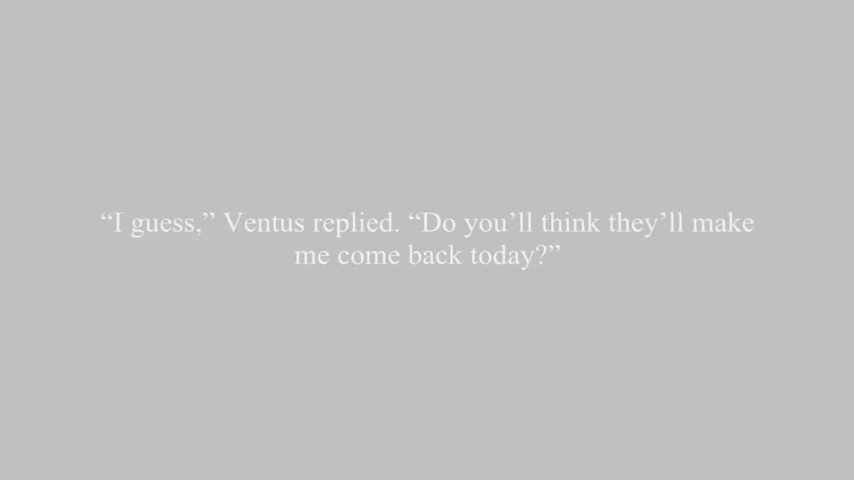 “I guess,” Ventus replied. “Do you’ll think they’ll make
me come back today?”